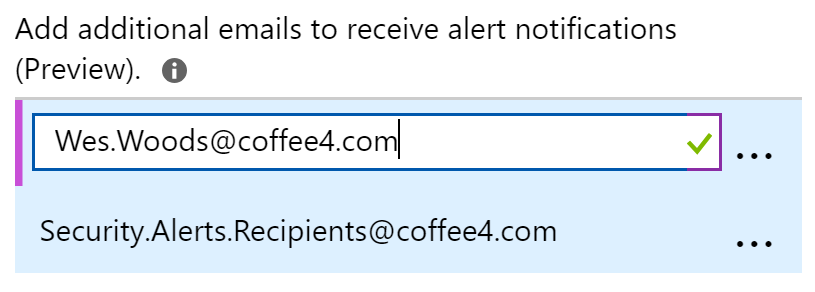 Add additional emails to receive alert notifications
(Preview).
Wes.Woods@coffee4.com
Security.Alerts.Recipients@coffee4.com